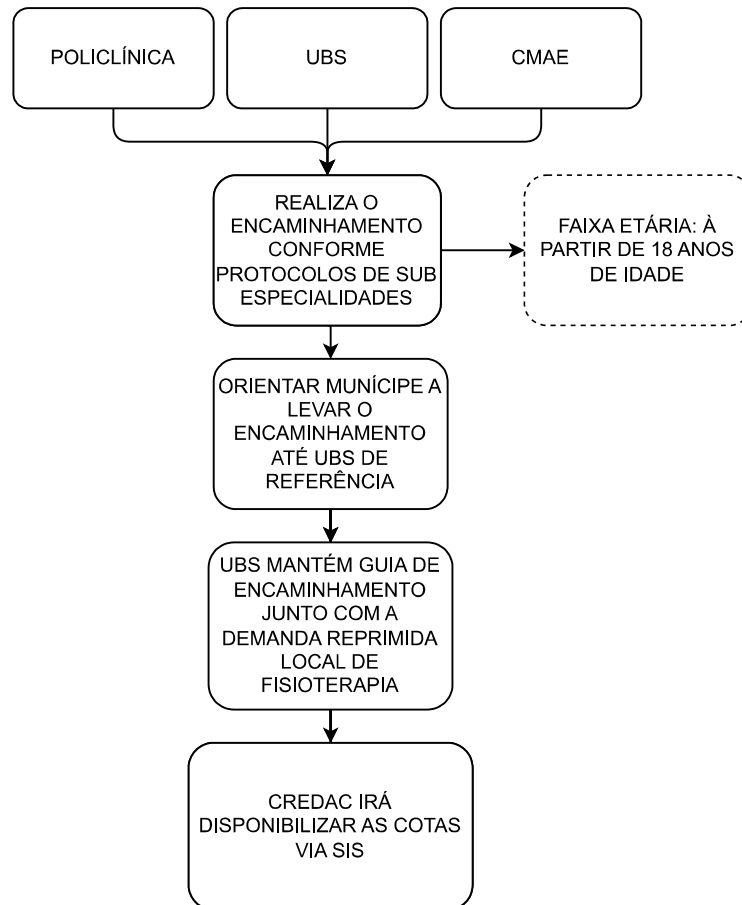 POLICLÍNICA
UBS
CMAE
REALIZA O
ENCAMINHAMENTO
CONFORME
PROTOCOLOS DE SUB
ESPECIALIDADES
FAIXA ETÁRIA: À
PARTIR DE 18 ANOS
DE IDADE
ORIENTAR MUNÍCIPE A
LEVAR O
ENCAMINHAMENTO
ATÉ UBS DE
REFERÊNCIA
UBS MANTÉM GUIA DE
ENCAMINHAMENTO
JUNTO COM A
DEMANDA REPRIMIDA
LOCAL DE
FISIOTERAPIA
CREDAC IRÁ
DISPONIBILIZAR AS COTAS
VIA SIS